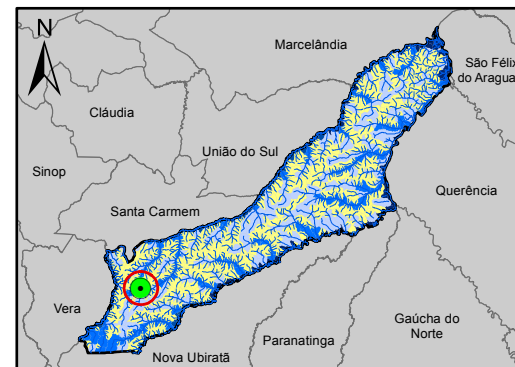 N
Marcelândia
São Félix
do Aragua
Cláudia
União do Sul
Sinop
Querência
Santa Carmem
Vera
Gaúcha do
Norte
Paranatinga
Nova Ubiratã